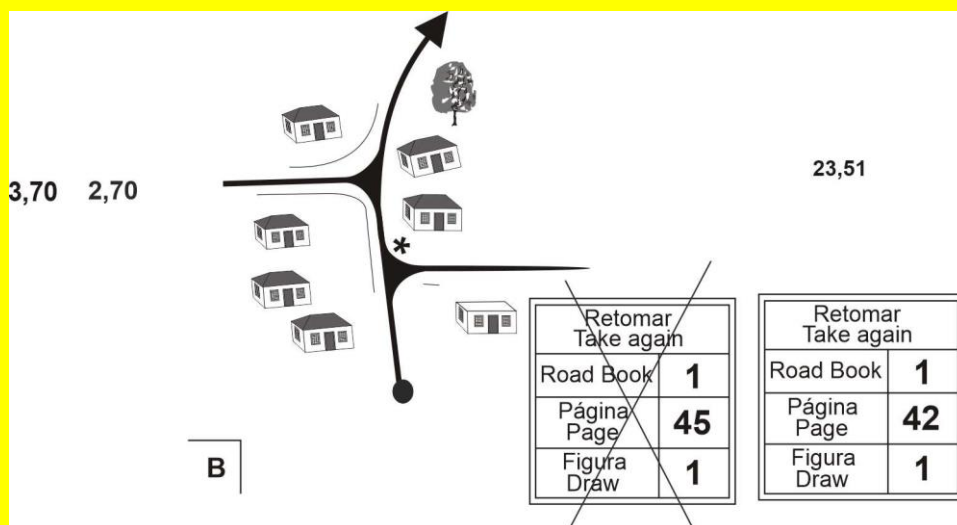 3,70 2,70
23,51
*
B
Retomar
Take again
Road Book 1
Página
Page 45
Figura
Draw 1
Retomar
Take again
Road Book 1
Página
Page 42
Figura
Draw 1